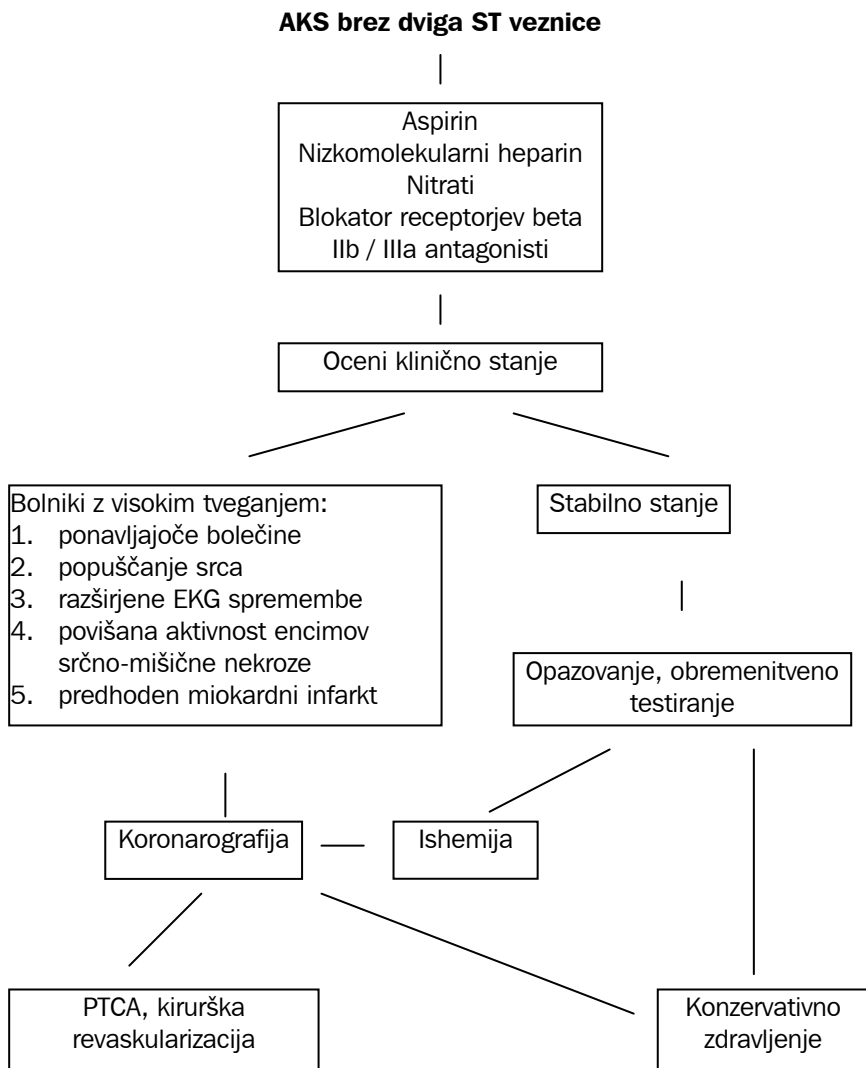 AKS brez dviga ST veznice
Aspirin
Nizkomolekularni heparin
Nitrati
Blokator receptorjev beta
IIb / IIIa antagonisti
Oceni klinično stanje
Bolniki z visokim tveganjem:
1. ponavljajoče bolečine
2. popuščanje srca
3. razširjene EKG spremembe
4. povišana aktivnost encimov
srčno-mišične nekroze
5. predhoden miokardni infarkt
Stabilno stanje
Opazovanje, obremenitveno
testiranje
Koronarografija
Ishemija
PTCA, kirurška
revaskularizacija
Konzervativno
zdravljenje